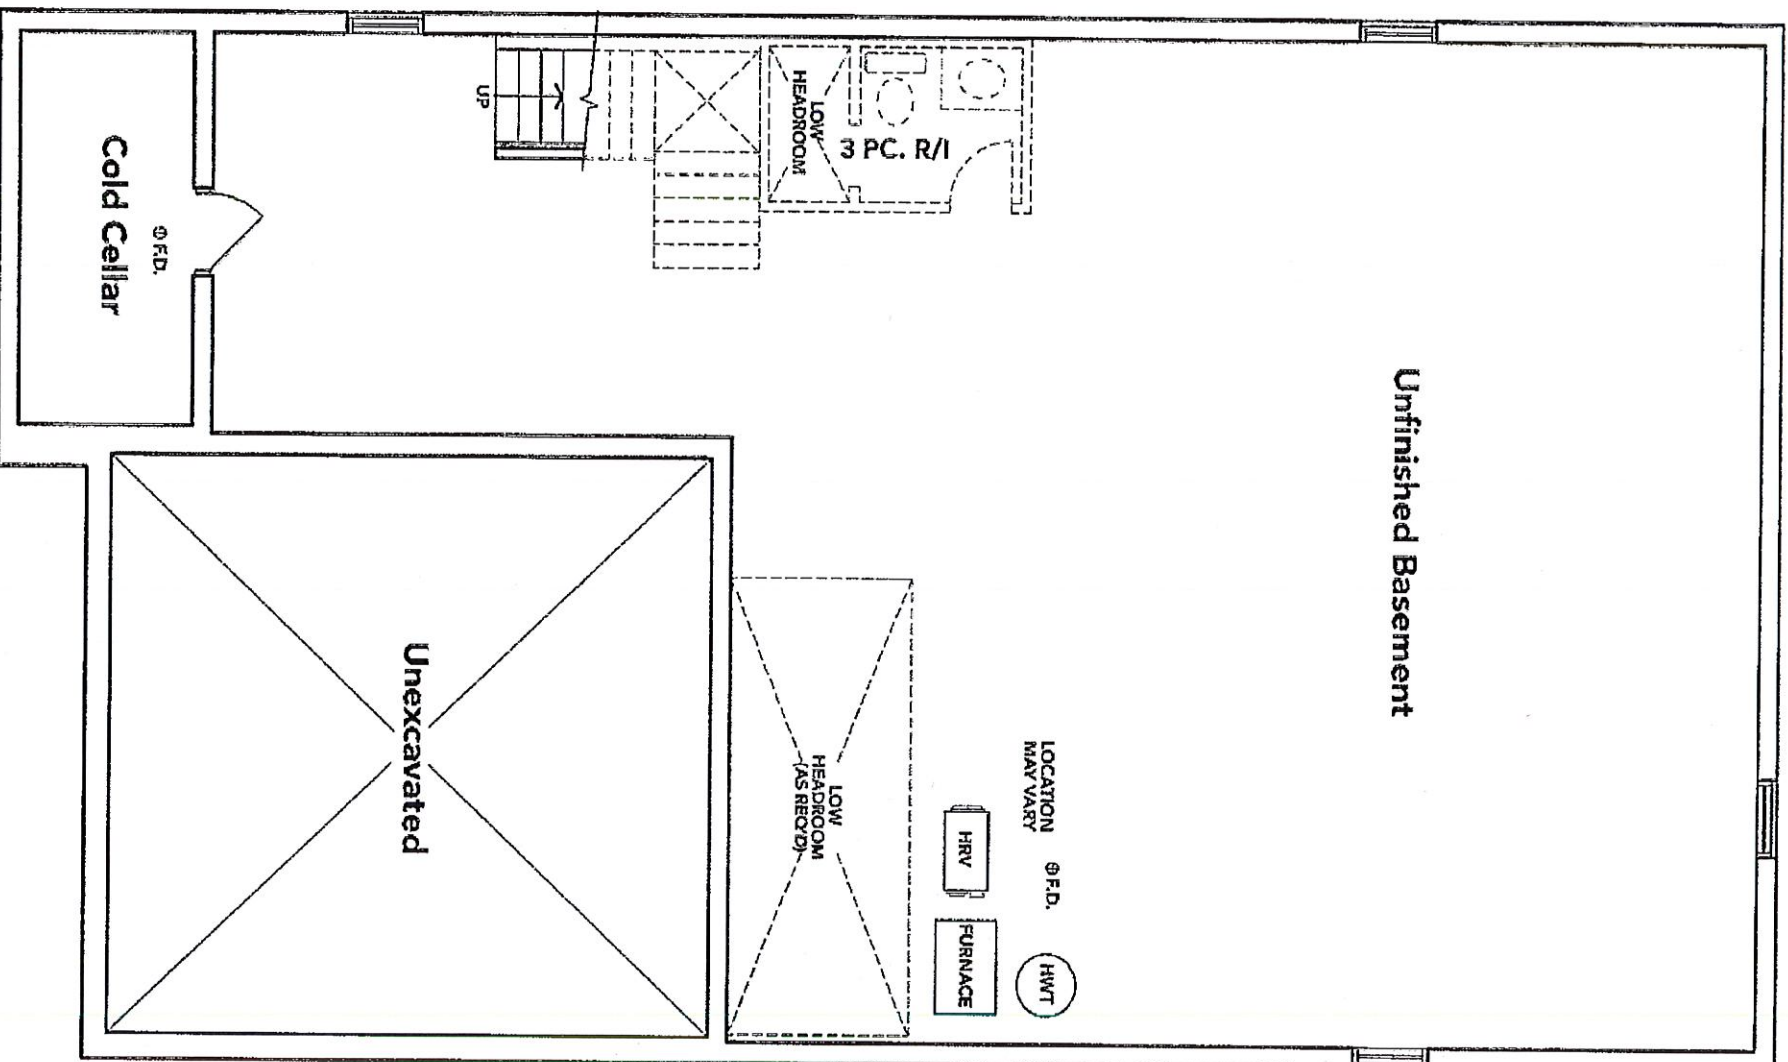 Unfinished Basement
LOCATION
MAY VARY
⌽ F.D.
HWT
HRV
FURNACE
3 PC. R/I
LOW
HEADROOM
LOW
HEADROOM
(AS REQ'D)
UP
Unexcavated
⌽ F.D.
Cold Cellar